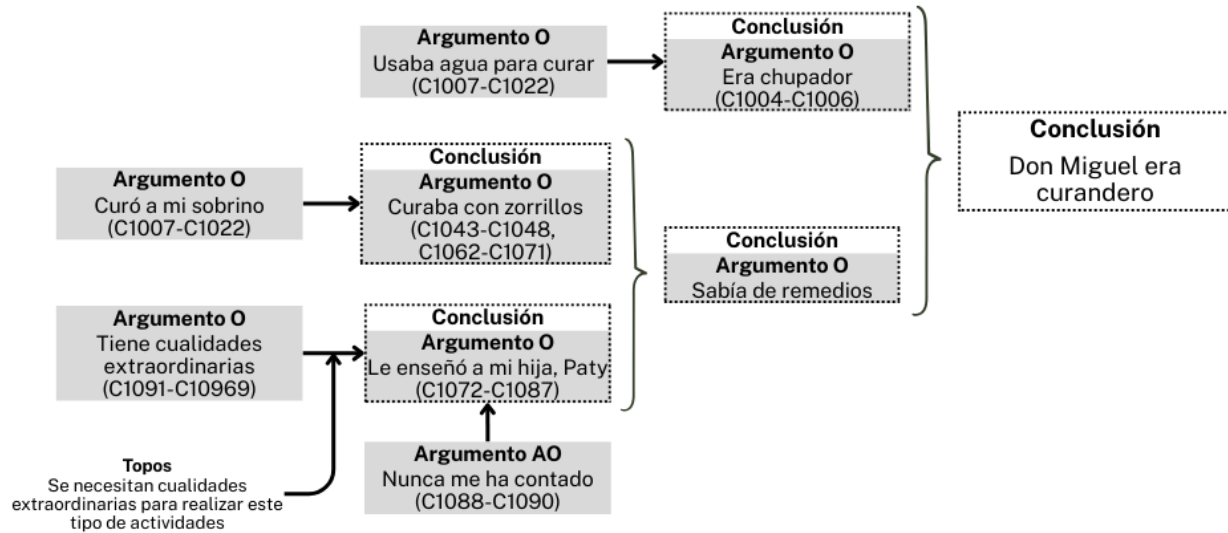 Argumento O
Usaba agua para curar
(C1007-C1022)
Conclusión
Argumento O
Era chupador
(C1004-C1006)
Conclusión
Don Miguel era
curandero
Argumento O
Curó a mi sobrino
(C1007-C1022)
Conclusión
Argumento O
Curaba con zorrillos
(C1043-C1048,
C1062-C1071)
Conclusión
Argumento O
Sabía de remedios
Argumento O
Tiene cualidades
extraordinarias
(C1091-C10969)
Conclusión
Argumento O
Le enseñó a mi hija, Paty
(C1072-C1087)
Argumento AO
Nunca me ha contado
(C1088-C1090)
Topos
Se necesitan cualidades
extraordinarias para realizar este
tipo de actividades